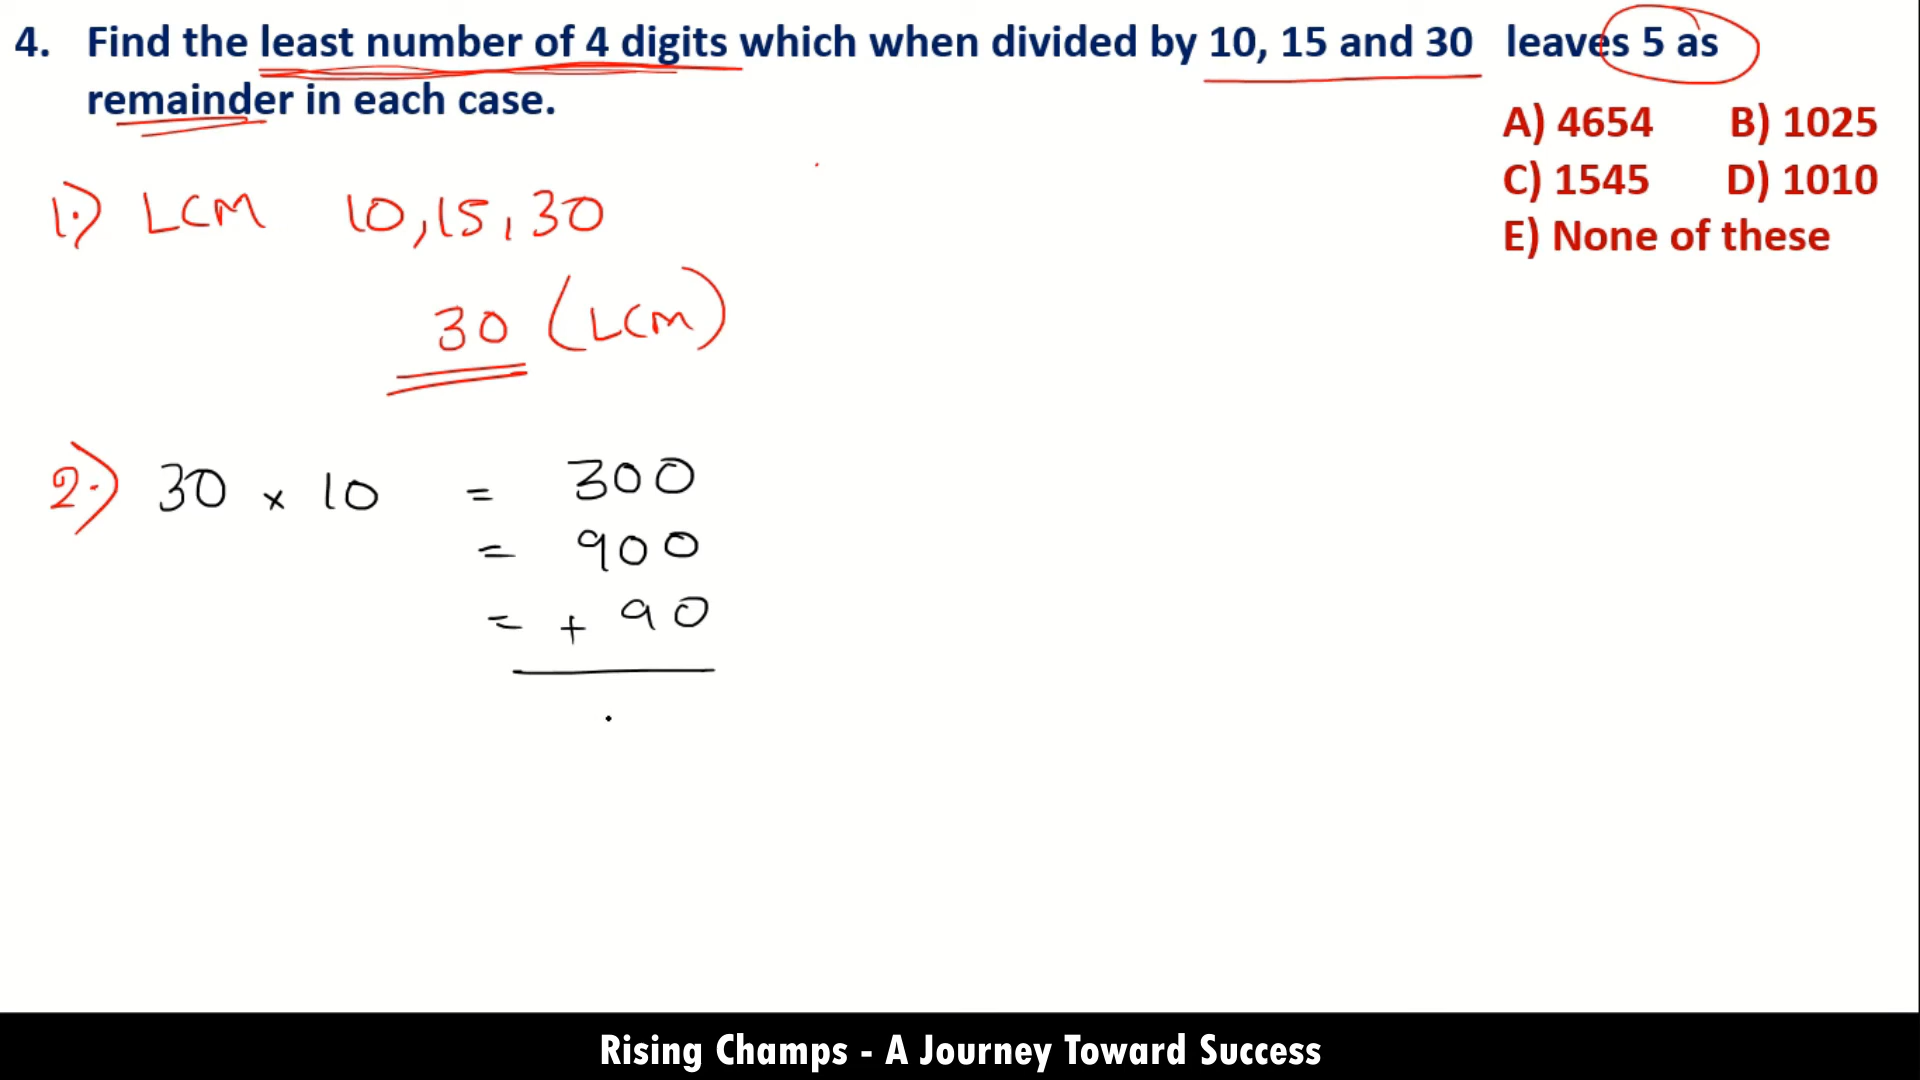 4. Find the least number of 4 digits which when divided by 10, 15 and 30 leaves 5 as
remainder in each case.
A) 4654 B) 1025
C) 1545 D) 1010
E) None of these
1.) LCM 10, 15, 30
30 (LCM)
2.) 30 × 10 = 300
= 900
= + 90
Rising Champs - A Journey Toward Success